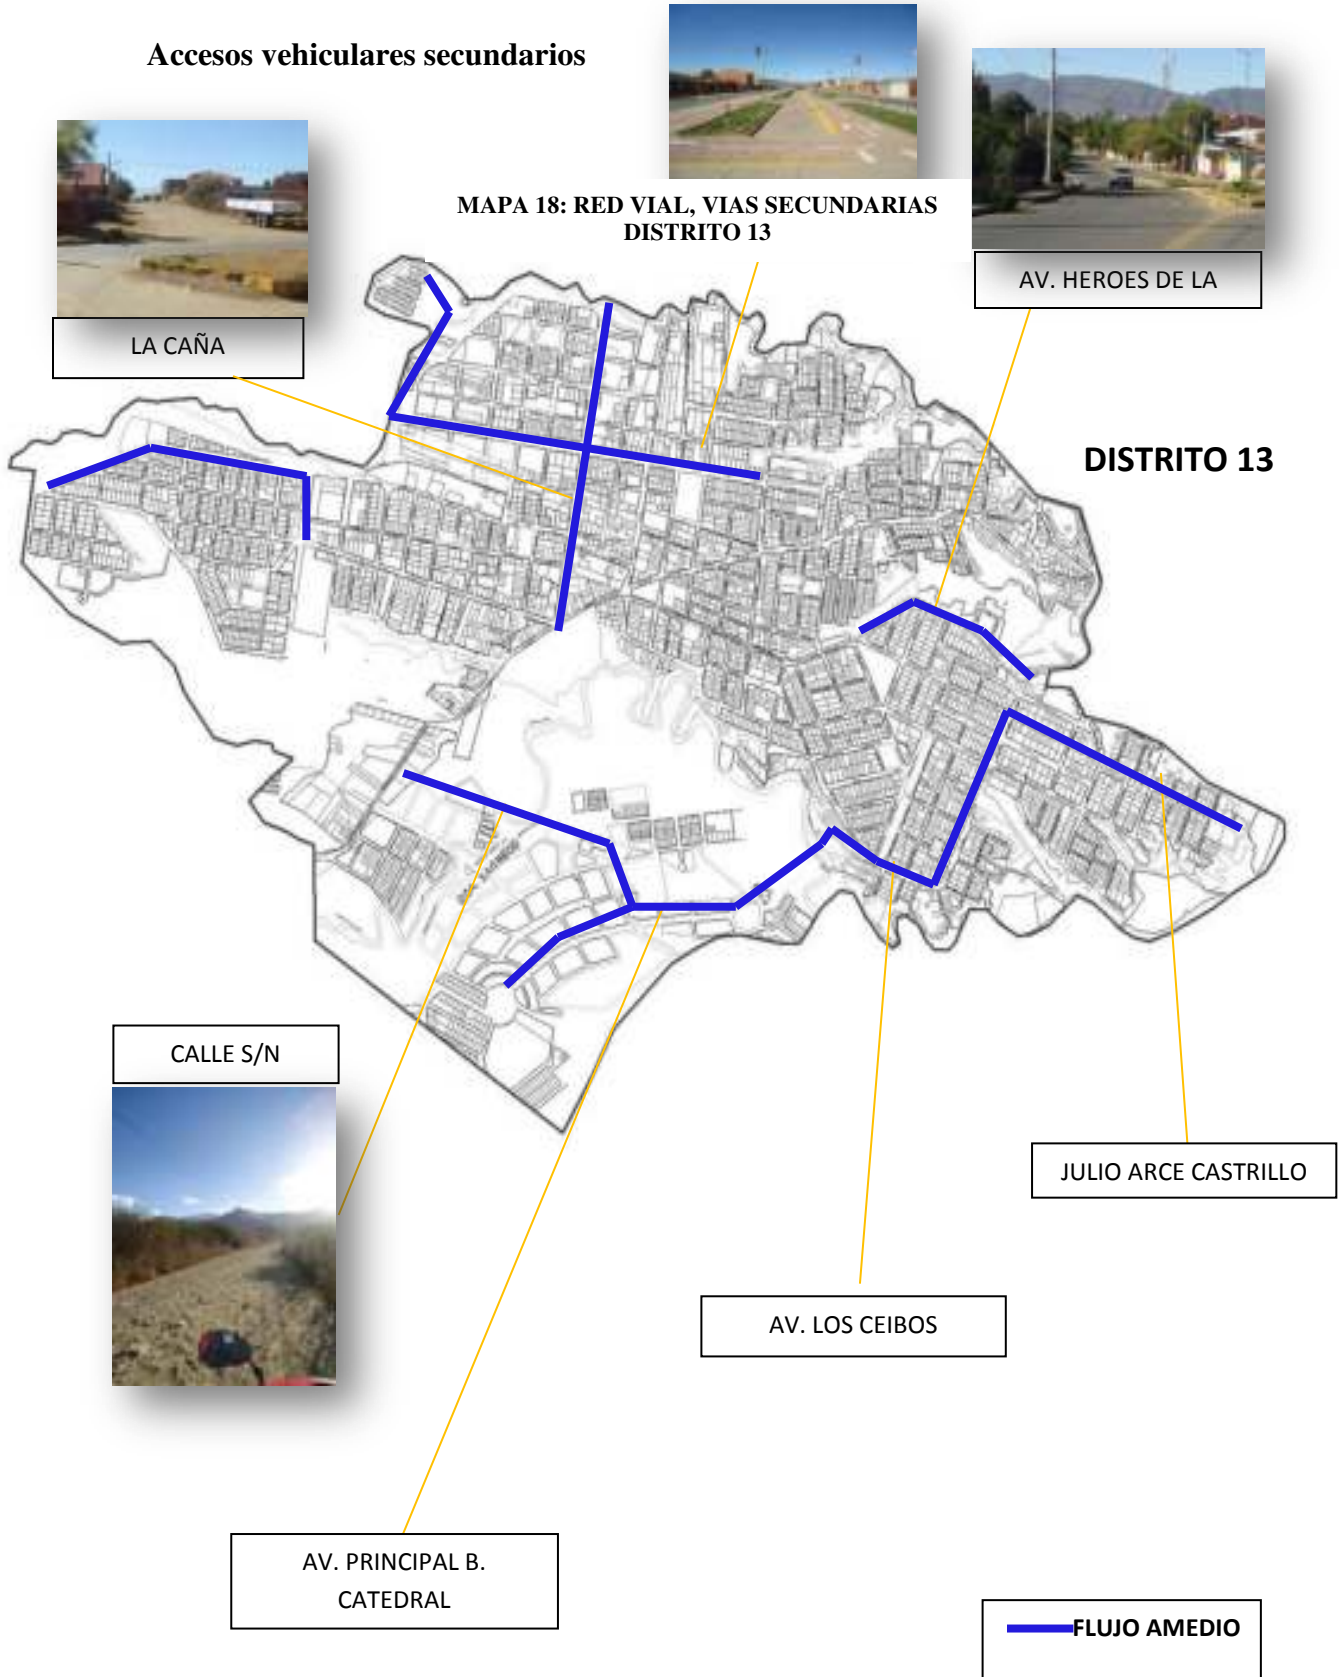 Accesos vehiculares secundarios
MAPA 18: RED VIAL, VIAS SECUNDARIAS
DISTRITO 13
AV. HEROES DE LA
LA CAÑA
DISTRITO 13
CALLE S/N
JULIO ARCE CASTRILLO
AV. LOS CEIBOS
AV. PRINCIPAL B.
CATEDRAL
FLUJO AMEDIO